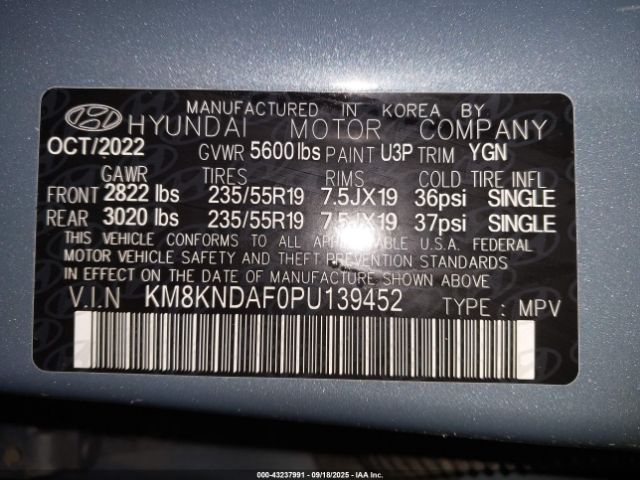 MANUFACTURED IN KOREA BY
HYUNDAI MOTOR COMPANY
OCT/2022 GVWR 5600 lbs PAINT U3P TRIM YGN
GAWR TIRES RIMS COLD TIRE INFL
FRONT 2822 lbs 235/55R19 7.5JX19 36psi SINGLE
REAR 3020 lbs 235/55R19 7.5JX19 37psi SINGLE
THIS VEHICLE CONFORMS TO ALL APPLICABLE U.S.A. FEDERAL
MOTOR VEHICLE SAFETY AND THEFT PREVENTION STANDARDS
IN EFFECT ON THE DATE OF MANUFACTURE SHOWN ABOVE.
V.I.N KM8KNDAF0PU139452 TYPE : MPV
000-43237991 - 09/18/2025 - IAAI, Inc.